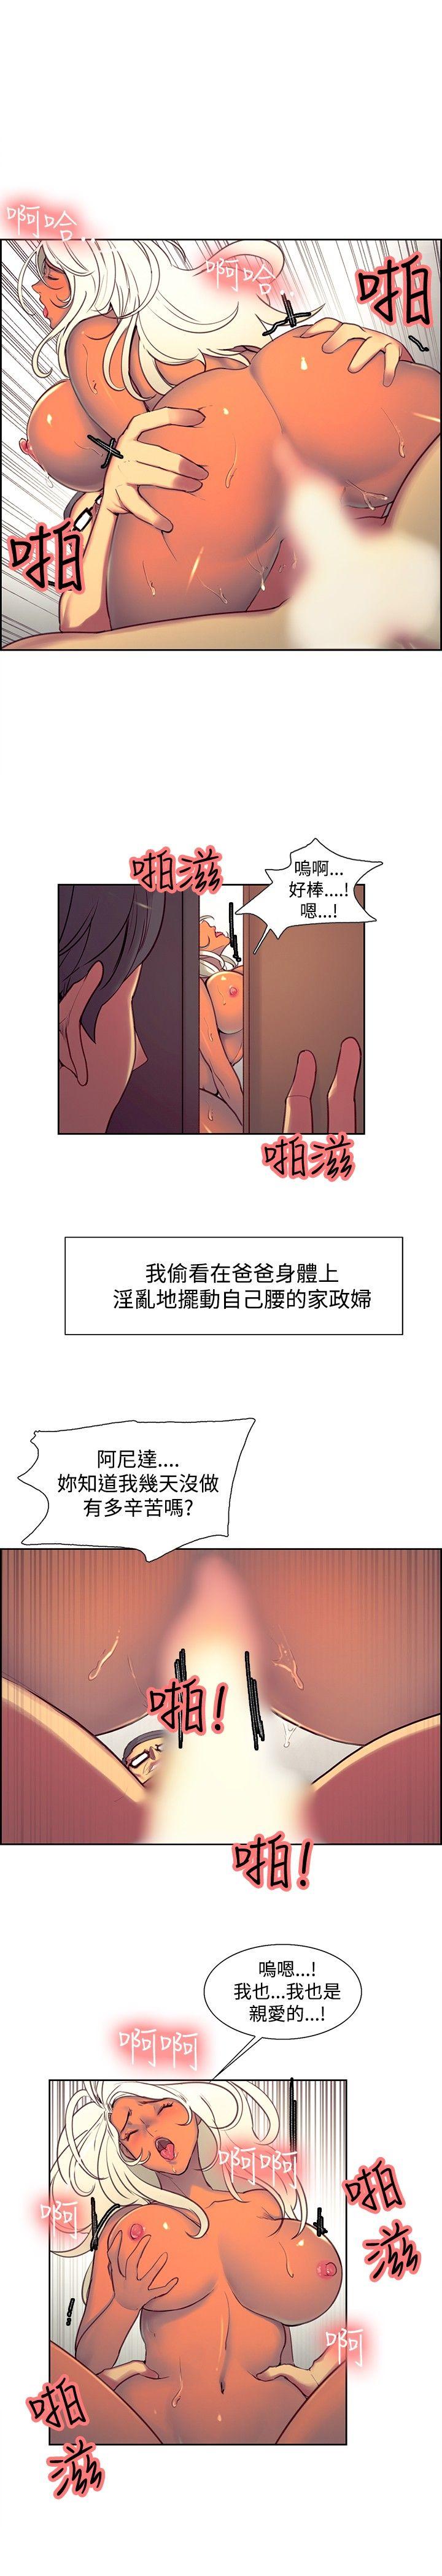 啊哈...
啊哈..
啪
啪
啪滋
嗚啊...
好棒....!
嗯...!
啪滋
我偷看在爸爸身體上
淫亂地擺動自己腰的家政婦
阿尼達....
妳知道我幾天沒做
有多辛苦嗎?
啪!
啪!
嗚嗯...!
我也...我也是
親愛的...!
啊啊
啊啊
啊
啪滋
啊
啪滋